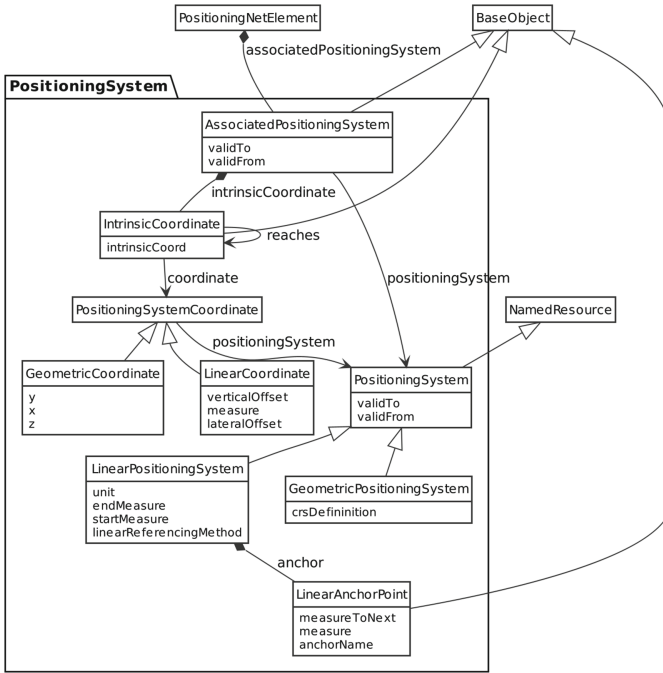 PositioningNetElement
BaseObject
associatedPositioningSystem
PositioningSystem
AssociatedPositioningSystem
validTo
validFrom
intrinsicCoordinate
IntrinsicCoordinate
intrinsicCoord
reaches
coordinate
positioningSystem
PositioningSystemCoordinate
NamedResource
positioningSystem
GeometricCoordinate
y
x
z
LinearCoordinate
verticalOffset
measure
lateralOffset
PositioningSystem
validTo
validFrom
LinearPositioningSystem
unit
endMeasure
startMeasure
linearReferencingMethod
GeometricPositioningSystem
crsDefininition
anchor
LinearAnchorPoint
measureToNext
measure
anchorName